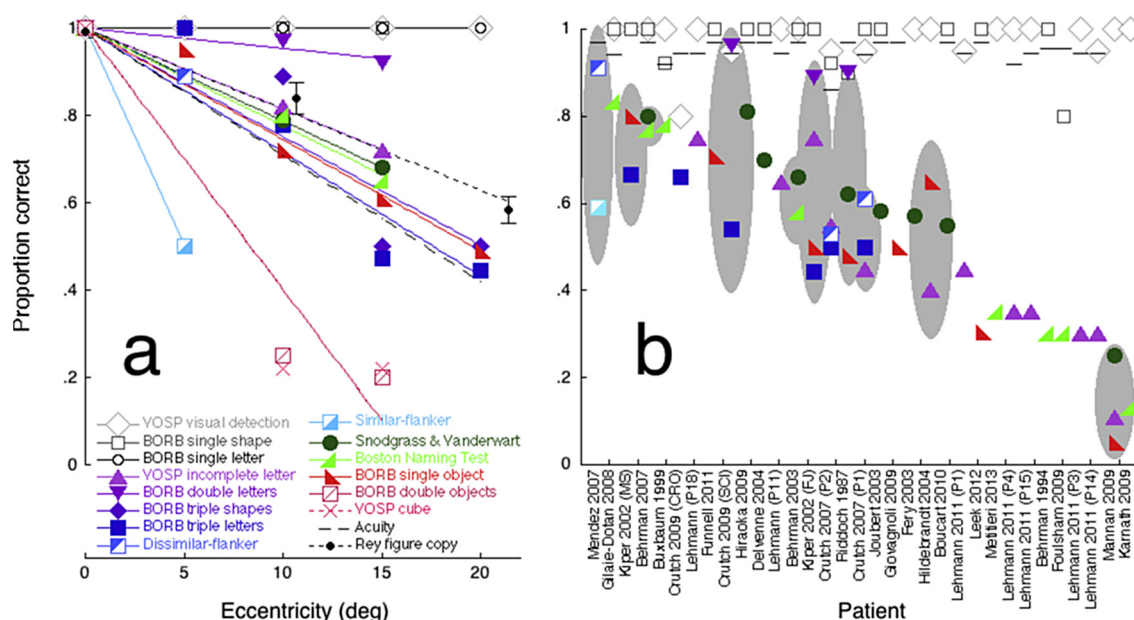 1
.8
.6
.4
.2
0
Proportion correct
a
VOSP visual detection
BORB single shape
BORB single letter
VOSP incomplete letter
BORB double letters
BORB triple shapes
BORB triple letters
Dissimilar-flanker
Similar-flanker
Snodgrass & Vanderwart
Boston Naming Test
BORB single object
BORB double objects
VOSP cube
Acuity
Rey figure copy
0 5 10 15 20
Eccentricity (deg)
1
.8
.6
.4
.2
0
b
Mendez 2007
Gilaie-Dotan 2008
Kiper 2002 (MS)
Behrman 2007
Buxbaum 1999
Crutch 2009 (CRO)
Lehmann (P18)
Funnell 2011
Crutch 2009 (SCI)
Hiraoka 2009
Delvenne 2004
Lehmann (P11)
Behrman 2003
Kiper 2002 (FJ)
Crutch 2007 (P2)
Riddoch 1987
Crutch 2007 (P1)
Joubert 2003
Giovagnoli 2009
Fery 2003
Hildebrandt 2004
Boucart 2010
Lehmann 2011 (P1)
Leek 2012
Metitieri 2013
Lehmann 2011 (P4)
Lehmann 2011 (P15)
Behrman 1994
Foulsham 2009
Lehmann 2011 (P3)
Lehmann 2011 (P14)
Mannan 2009
Karnath 2009
Patient